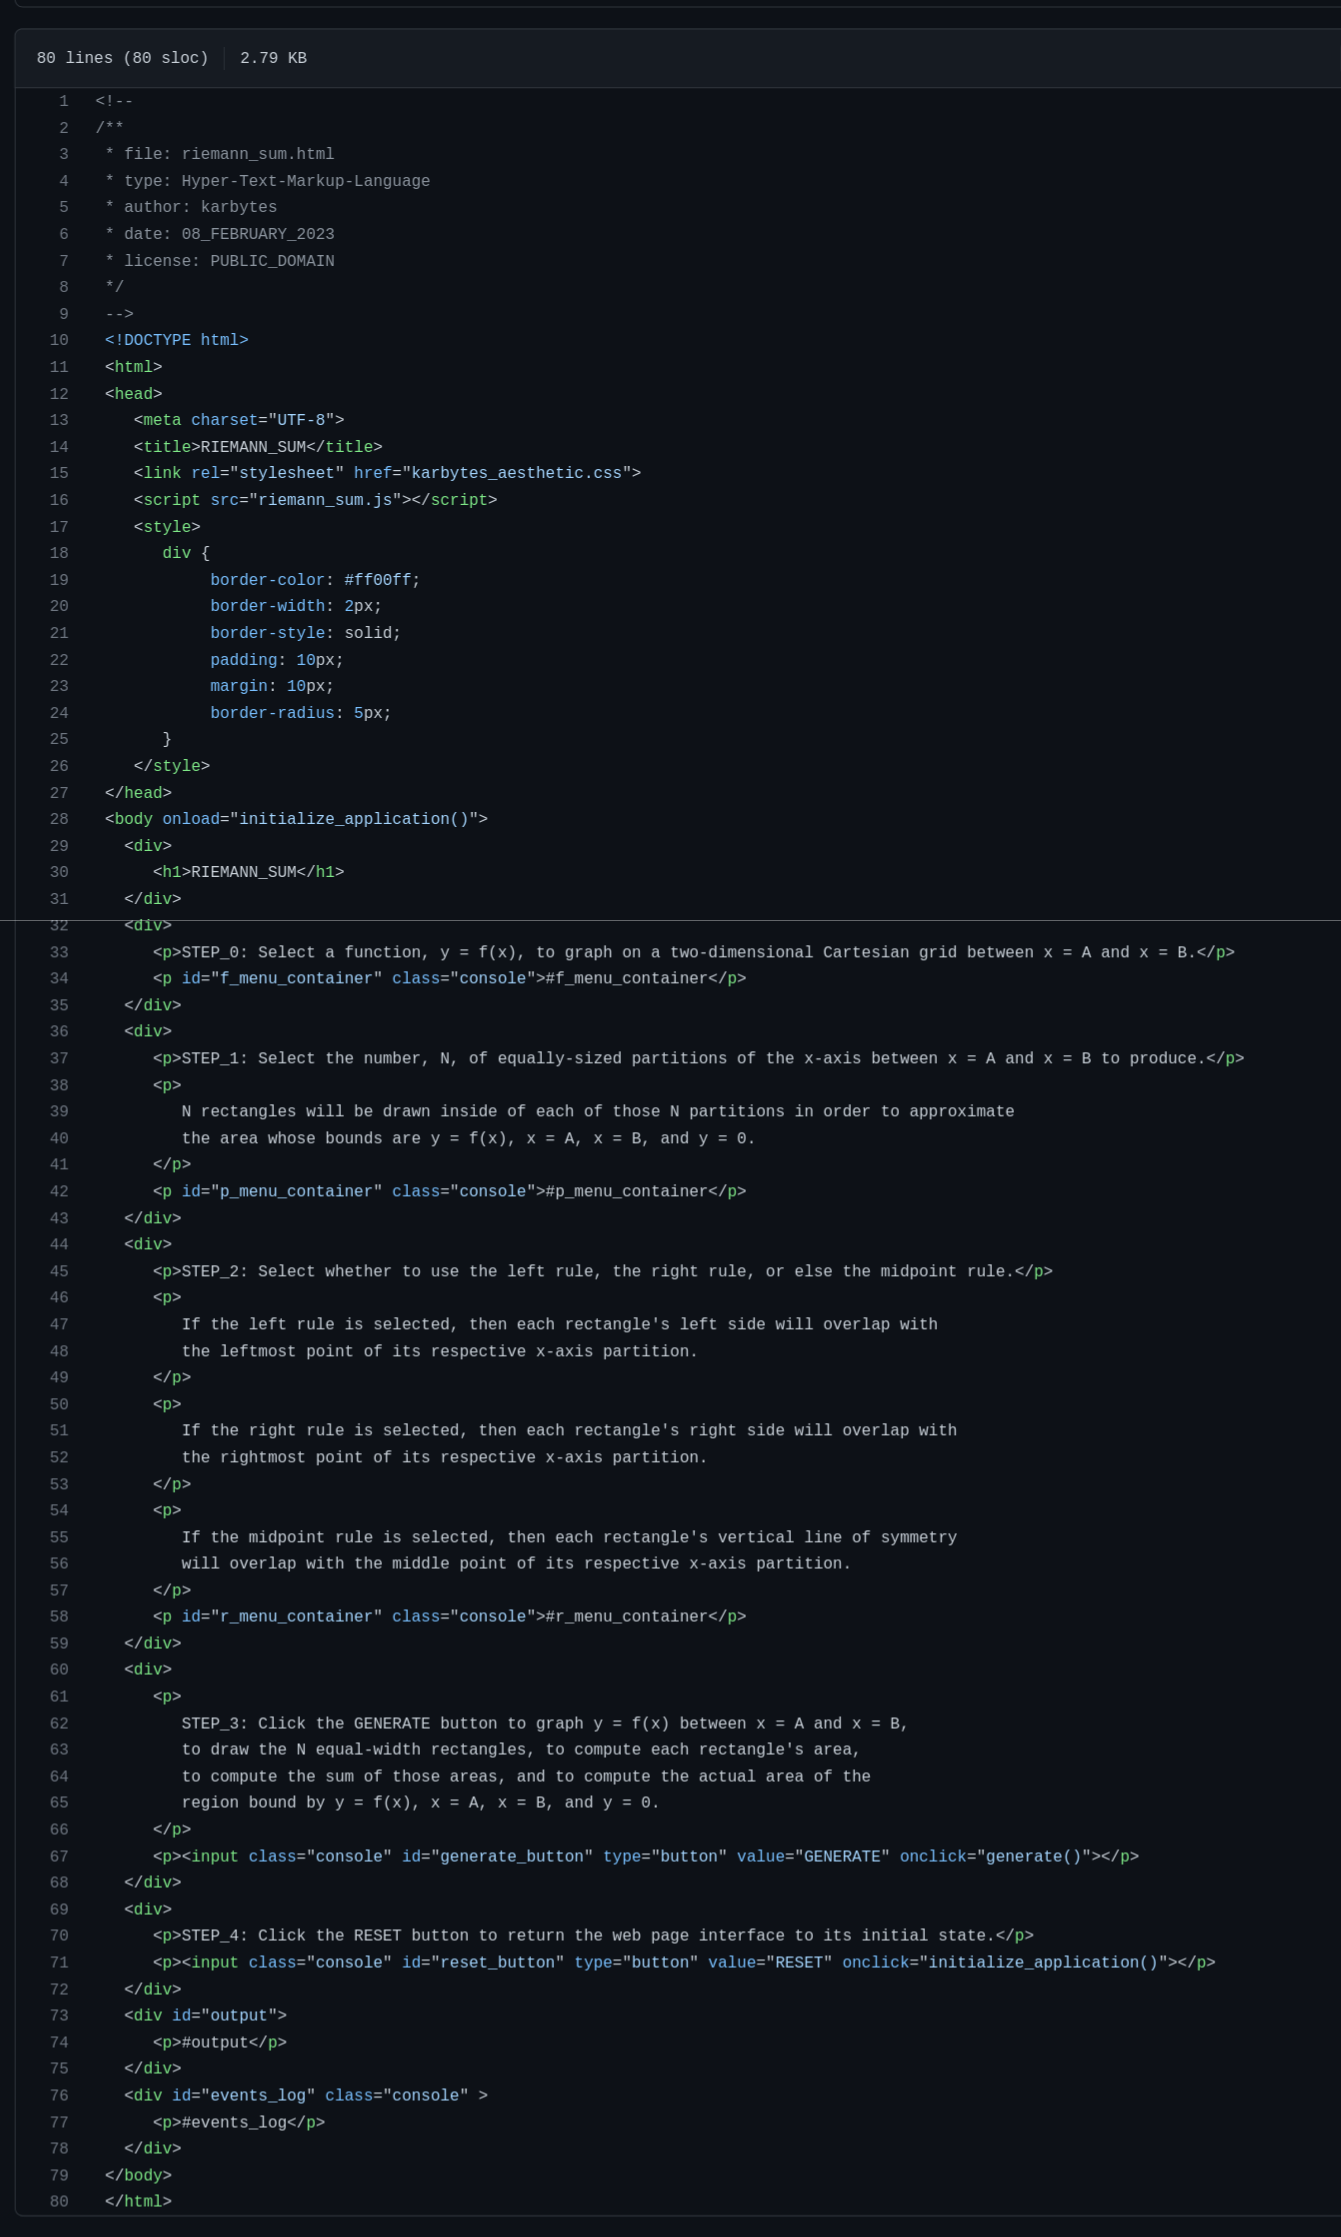 80 lines (80 sloc) 2.79 KB
1 <!--
2 /**
3  * file: riemann_sum.html
4  * type: Hyper-Text-Markup-Language
5  * author: karbytes
6  * date: 08_FEBRUARY_2023
7  * license: PUBLIC_DOMAIN
8  */
9  -->
10  <!DOCTYPE html>
11  <html>
12  <head>
13     <meta charset="UTF-8">
14     <title>RIEMANN_SUM</title>
15     <link rel="stylesheet" href="karbytes_aesthetic.css">
16     <script src="riemann_sum.js"></script>
17     <style>
18        div {
19             border-color: #ff00ff;
20             border-width: 2px;
21             border-style: solid;
22             padding: 10px;
23             margin: 10px;
24             border-radius: 5px;
25        }
26     </style>
27  </head>
28  <body onload="initialize_application()">
29    <div>
30       <h1>RIEMANN_SUM</h1>
31    </div>
32    <div>
33       <p>STEP_0: Select a function, y = f(x), to graph on a two-dimensional Cartesian grid between x = A and x = B.</p>
34       <p id="f_menu_container" class="console">#f_menu_container</p>
35    </div>
36    <div>
37       <p>STEP_1: Select the number, N, of equally-sized partitions of the x-axis between x = A and x = B to produce.</p>
38       <p>
39          N rectangles will be drawn inside of each of those N partitions in order to approximate
40          the area whose bounds are y = f(x), x = A, x = B, and y = 0.
41       </p>
42       <p id="p_menu_container" class="console">#p_menu_container</p>
43    </div>
44    <div>
45       <p>STEP_2: Select whether to use the left rule, the right rule, or else the midpoint rule.</p>
46       <p>
47          If the left rule is selected, then each rectangle's left side will overlap with
48          the leftmost point of its respective x-axis partition.
49       </p>
50       <p>
51          If the right rule is selected, then each rectangle's right side will overlap with
52          the rightmost point of its respective x-axis partition.
53       </p>
54       <p>
55          If the midpoint rule is selected, then each rectangle's vertical line of symmetry
56          will overlap with the middle point of its respective x-axis partition.
57       </p>
58       <p id="r_menu_container" class="console">#r_menu_container</p>
59    </div>
60    <div>
61       <p>
62          STEP_3: Click the GENERATE button to graph y = f(x) between x = A and x = B,
63          to draw the N equal-width rectangles, to compute each rectangle's area,
64          to compute the sum of those areas, and to compute the actual area of the
65          region bound by y = f(x), x = A, x = B, and y = 0.
66       </p>
67       <p><input class="console" id="generate_button" type="button" value="GENERATE" onclick="generate()"></p>
68    </div>
69    <div>
70       <p>STEP_4: Click the RESET button to return the web page interface to its initial state.</p>
71       <p><input class="console" id="reset_button" type="button" value="RESET" onclick="initialize_application()"></p>
72    </div>
73    <div id="output">
74       <p>#output</p>
75    </div>
76    <div id="events_log" class="console" >
77       <p>#events_log</p>
78    </div>
79  </body>
80  </html>